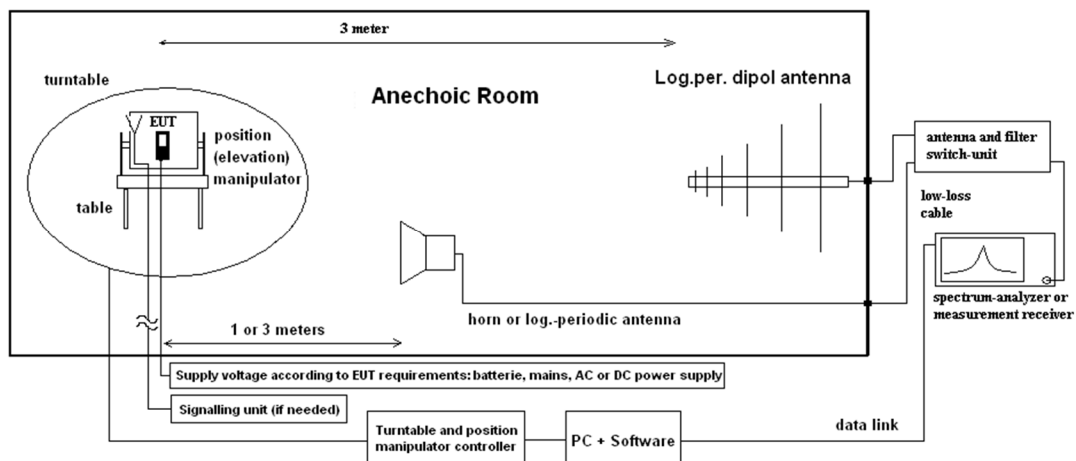 3 meter
turntable
Log.per. dipol antenna
Anechoic Room
EUT
position
(elevation)
manipulator
antenna and filter
switch-unit
table
low-loss
cable
spectrum-analyzer or
measurement receiver
horn or log.-periodic antenna
1 or 3 meters
Supply voltage according to EUT requirements: batterie, mains, AC or DC power supply
Signalling unit (if needed)
Turntable and position
manipulator controller
PC + Software
data link